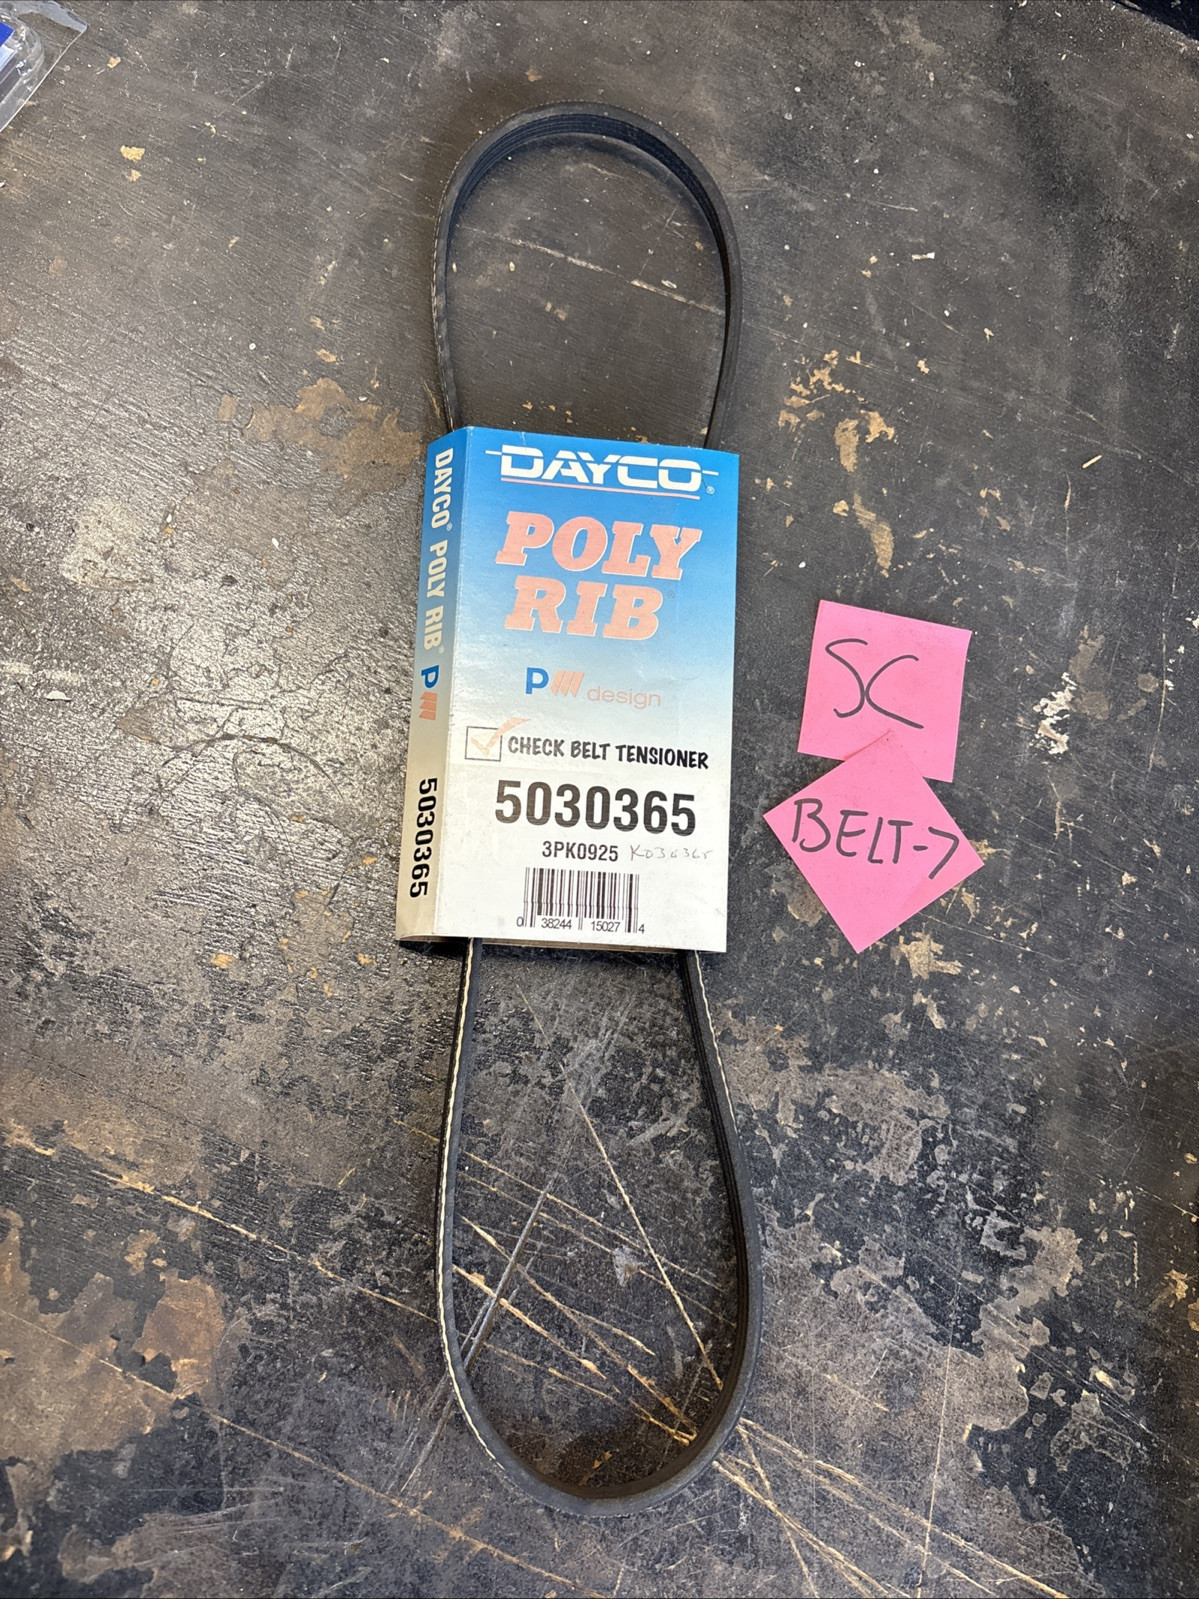 DAYCO®
POLY
RIB®
P design
CHECK BELT TENSIONER
5030365
3PK0925 K030365
0 38244 15027 4
DAYCO® POLY RIB® P 5030365
SC
BELT-7